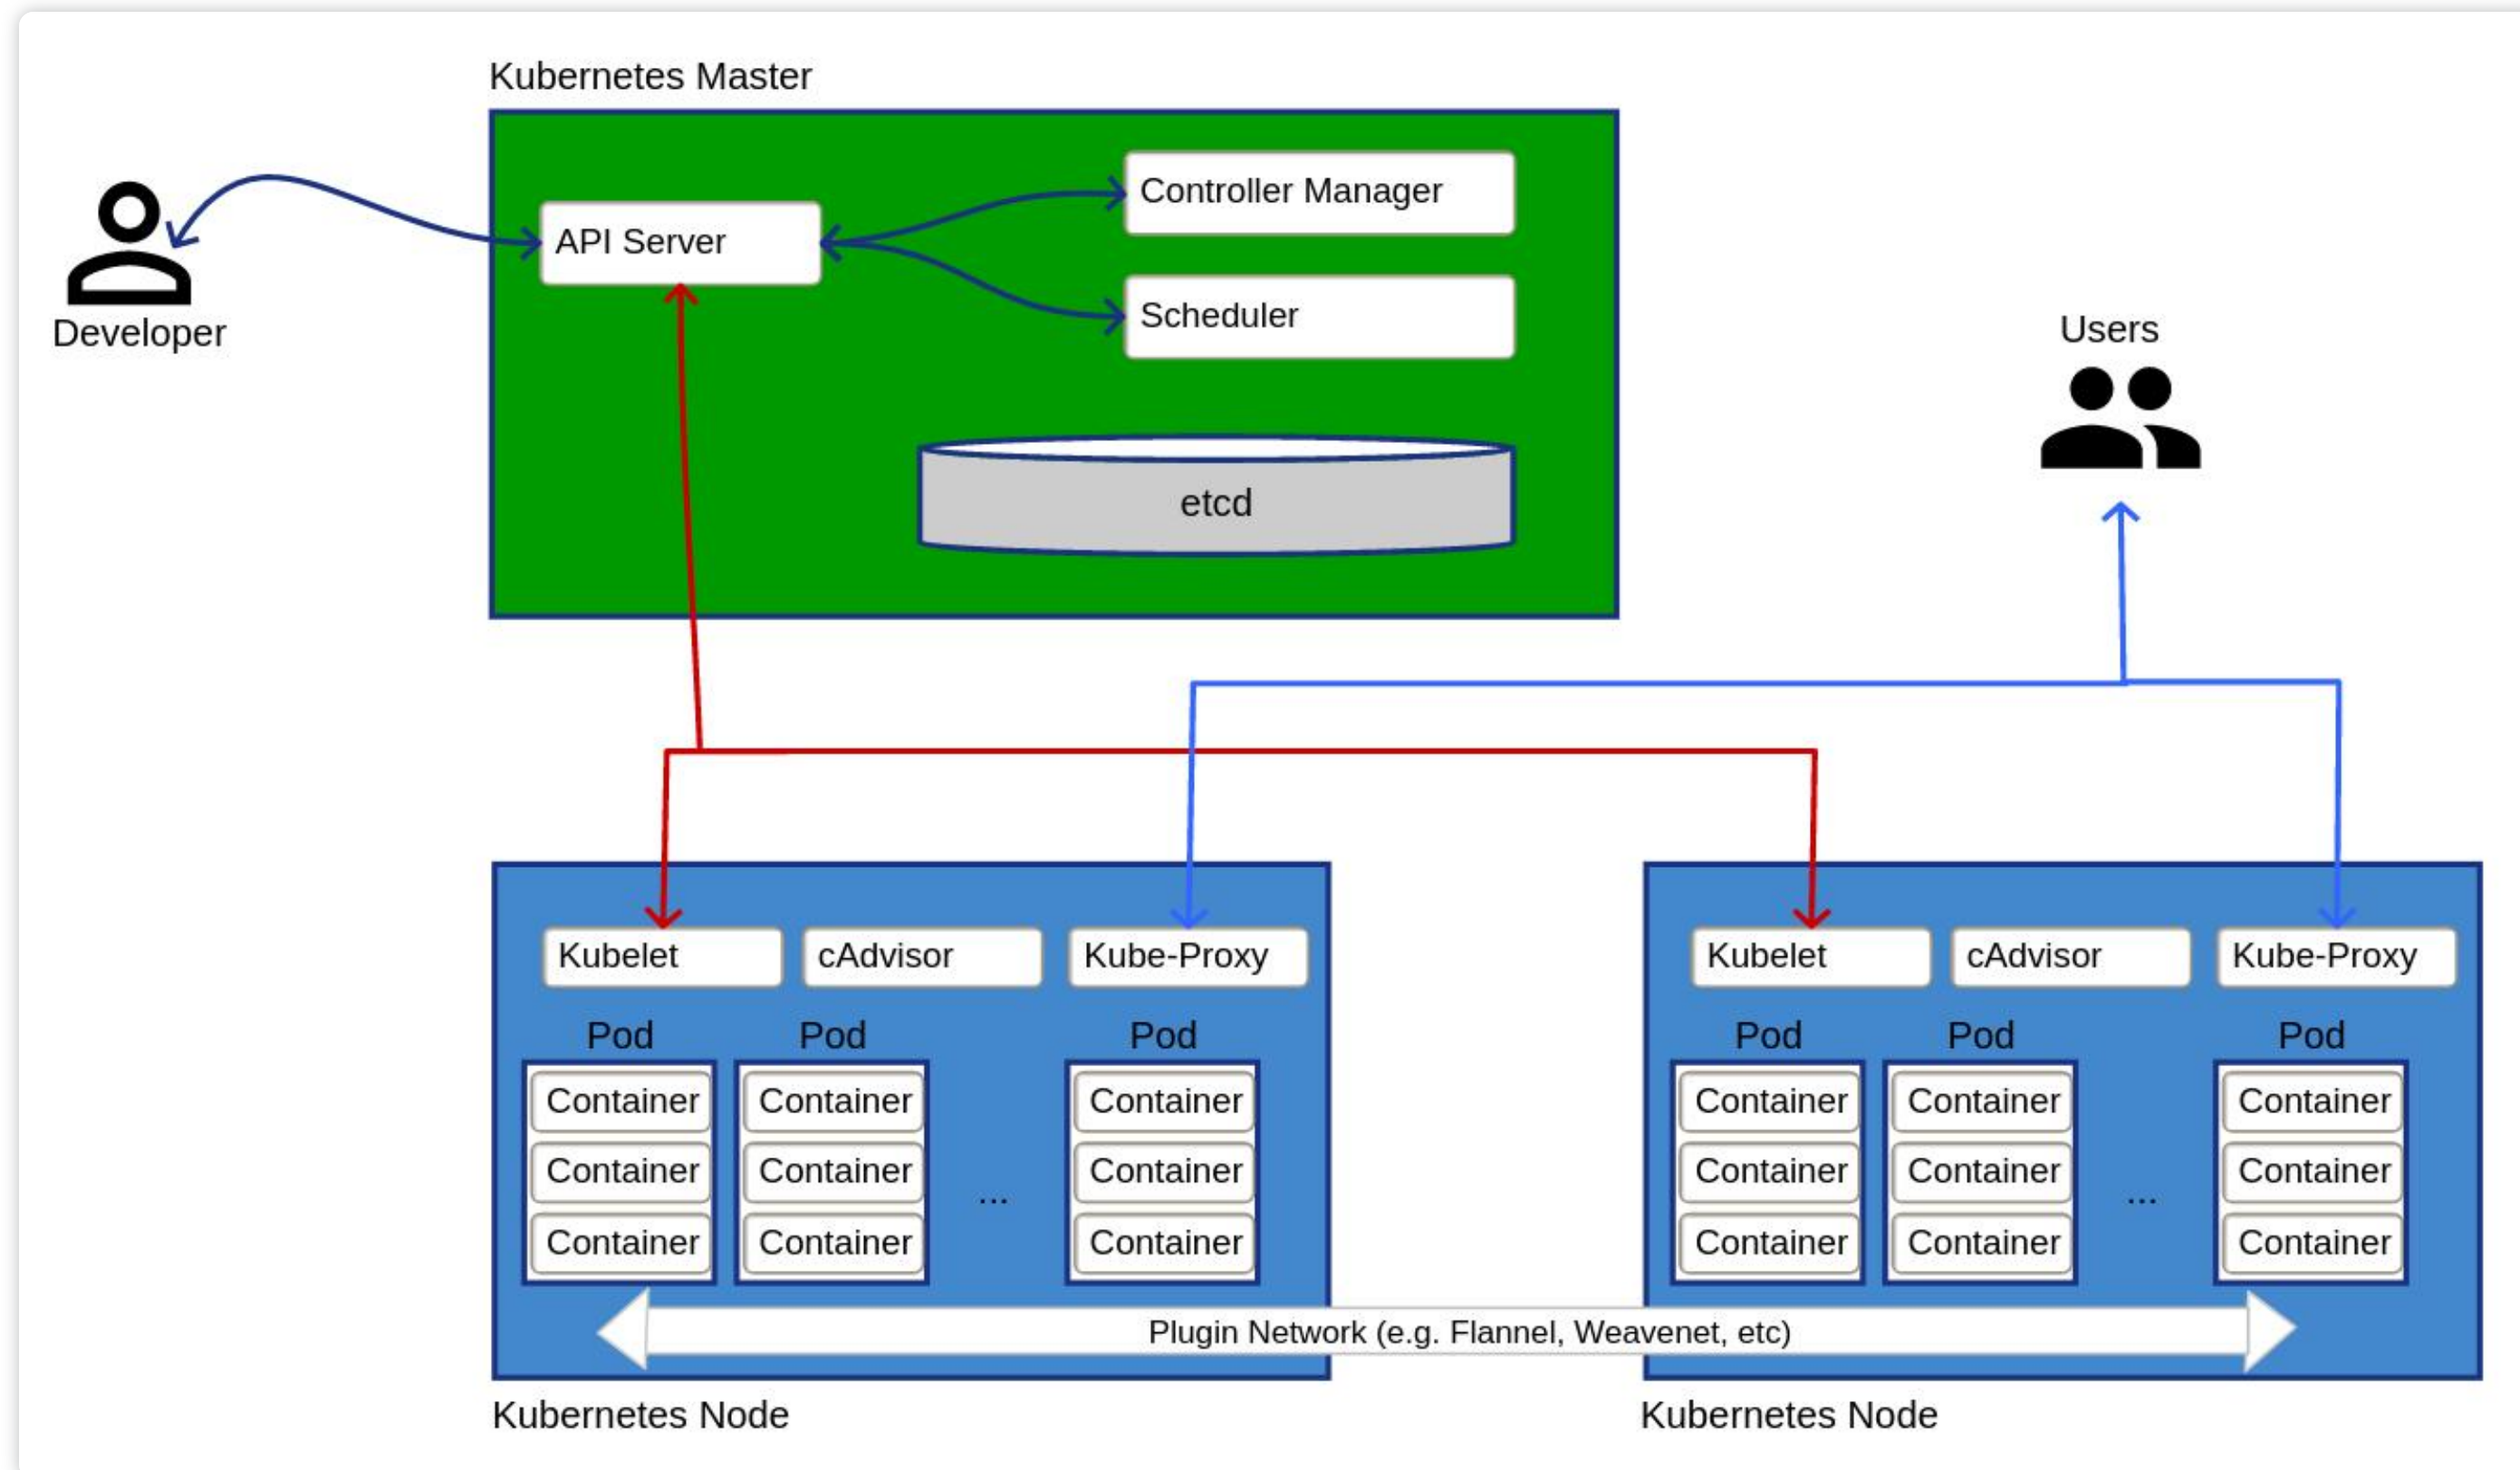 Kubernetes Master
Controller Manager
API Server
Scheduler
Developer
Users
etcd
Kubelet
cAdvisor
Kube-Proxy
Pod
Pod
Pod
Container
Container
Container
Container
Container
Container
...
Container
Container
Container
Kubelet
cAdvisor
Kube-Proxy
Pod
Pod
Pod
Container
Container
Container
Container
Container
Container
...
Container
Container
Container
Plugin Network (e.g. Flannel, Weavenet, etc)
Kubernetes Node
Kubernetes Node